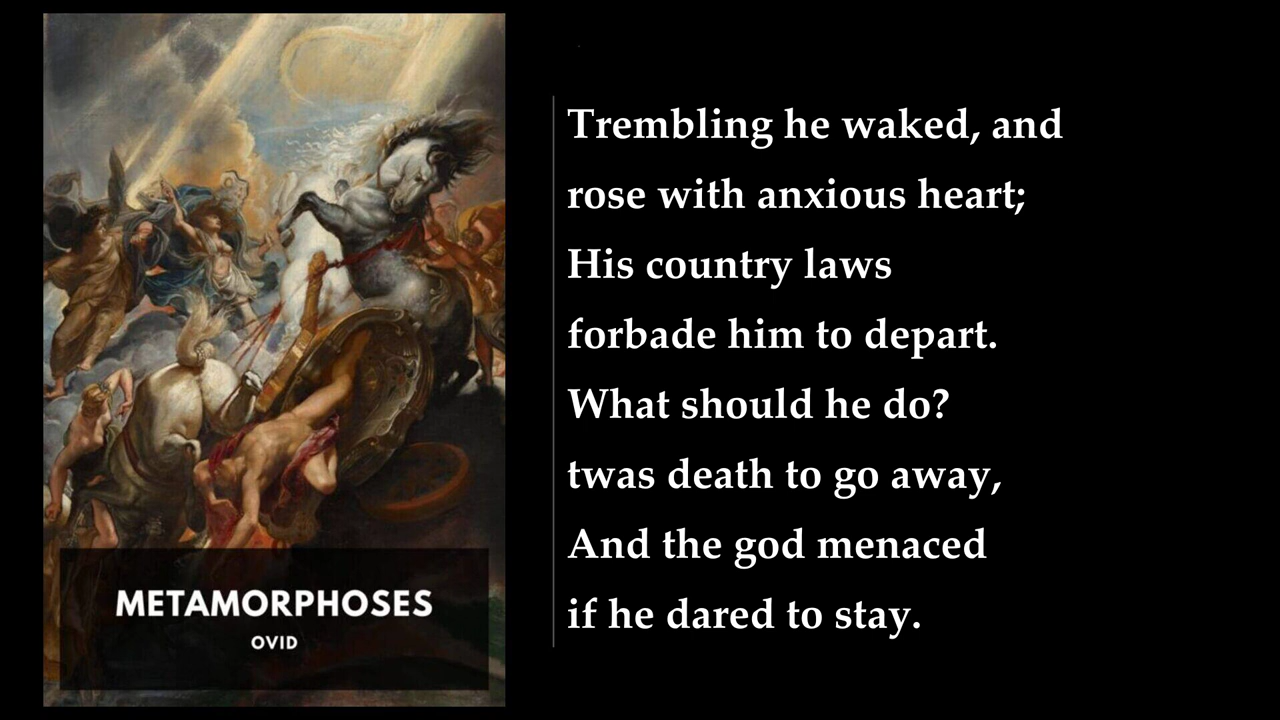 METAMORPHOSES
OVID
Trembling he waked, and
rose with anxious heart;
His country laws
forbade him to depart.
What should he do?
twas death to go away,
And the god menaced
if he dared to stay.